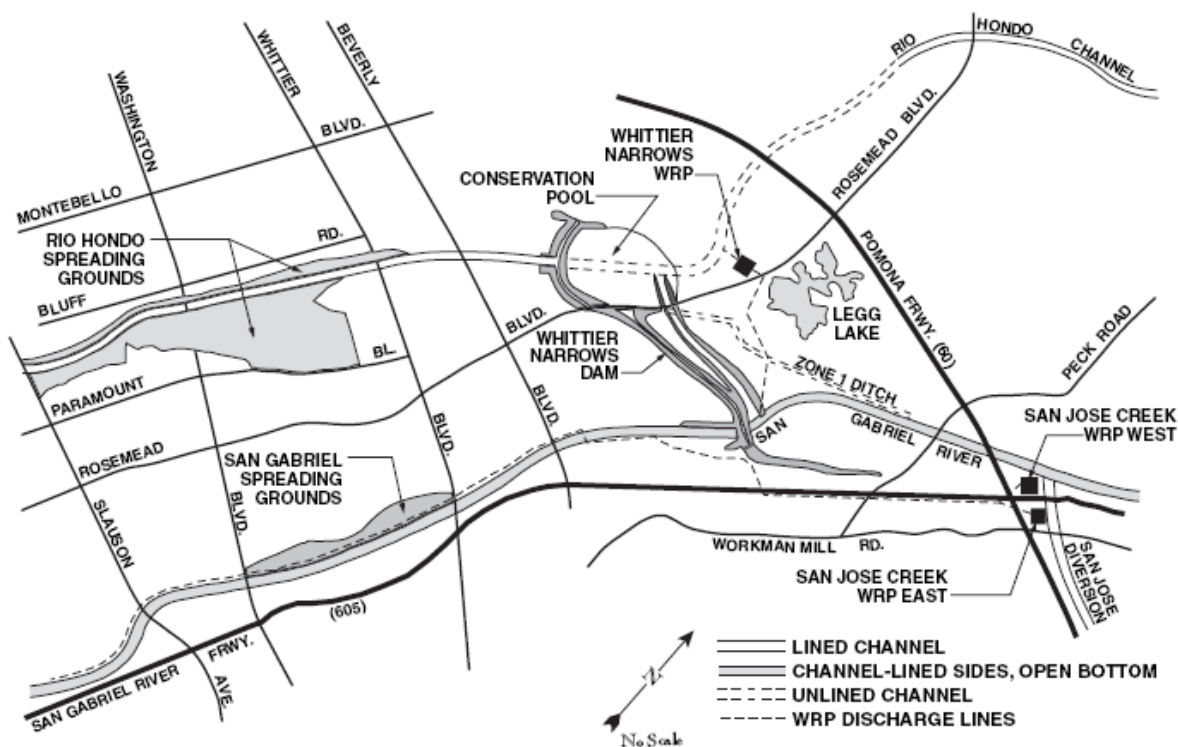 RIO
HONDO
CHANNEL
BEVERLY
WHITTIER
WASHINGTON
BLVD.
MONTEBELLO
WHITTIER
NARROWS
WRP
ROSEMEAD BLVD.
CONSERVATION
POOL
RIO HONDO
SPREADING
GROUNDS
RD.
BLUFF
POMONA FRWY. (60)
LEGG
LAKE
BLVD.
WHITTIER
NARROWS
DAM
BL.
PARAMOUNT
PECK ROAD
ZONE 1 DITCH
SAN
GABRIEL
RIVER
SAN JOSE CREEK
WRP WEST
BLVD.
BLVD.
ROSEMEAD
SAN GABRIEL
SPREADING
GROUNDS
SLAUSON
BLVD.
WORKMAN MILL
RD.
SAN JOSE
DIVERSION
SAN JOSE CREEK
WRP EAST
(605)
SAN GABRIEL RIVER
FRWY.
AVE.
N
No Scale
LINED CHANNEL
CHANNEL-LINED SIDES, OPEN BOTTOM
UNLINED CHANNEL
WRP DISCHARGE LINES